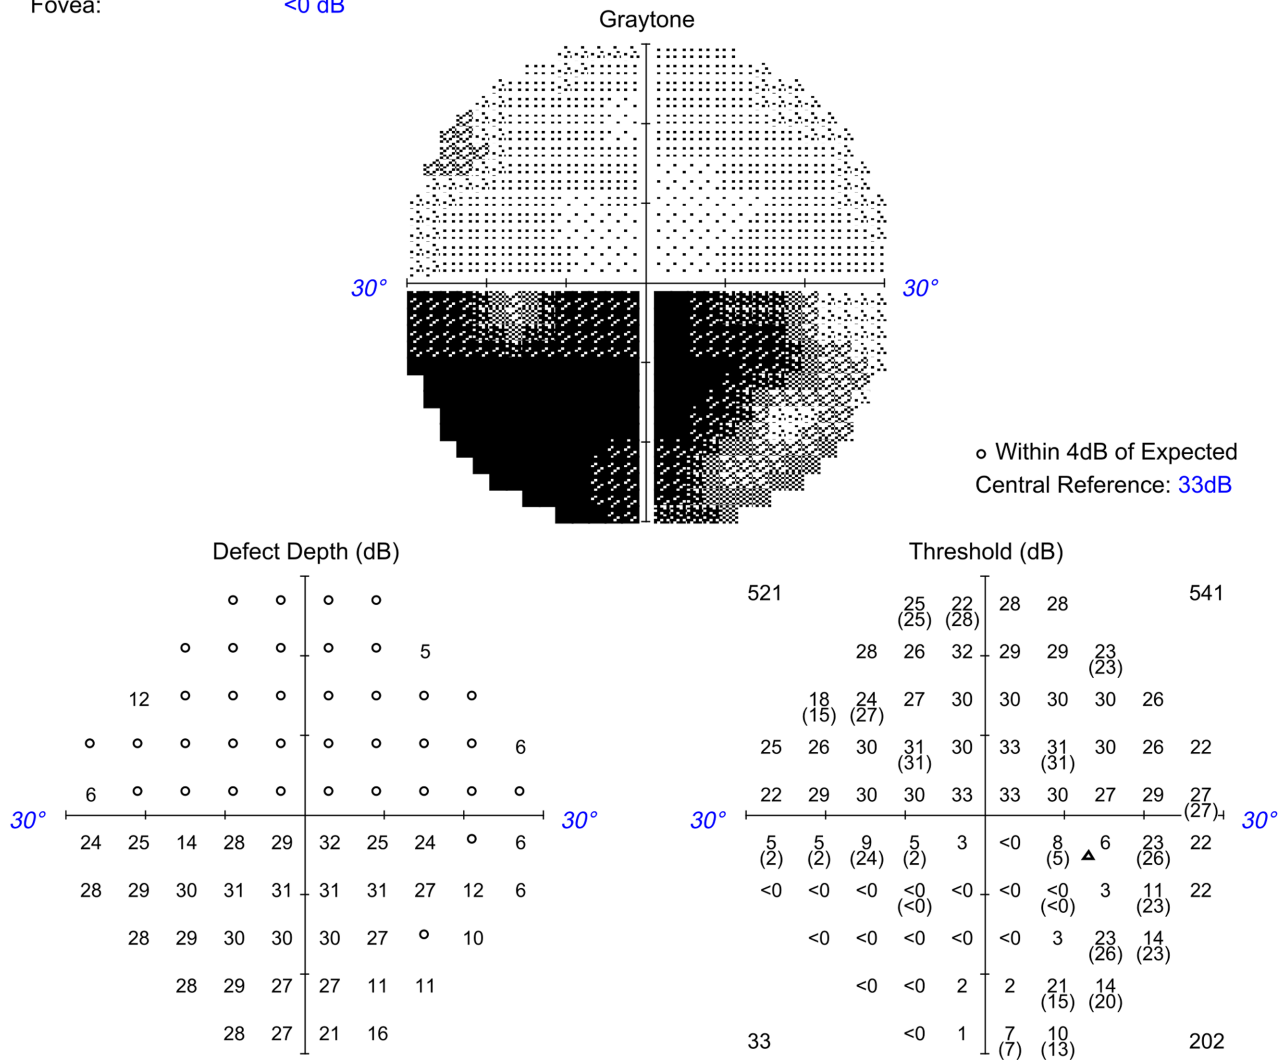 Fovea: <0 dB
Graytone
30° 30°
Within 4dB of Expected
Central Reference: 33dB
Defect Depth (dB) Threshold (dB)
521 541
25 22 28 28
(25) (28)
5 28 26 32 29 29 23
(23)
12 18 24 27 30 30 30 30 26
(15) (27)
6 25 26 30 31 30 33 31 30 26 22
(31) (31)
6 22 29 30 30 33 33 30 27 29 27
(27)
30° 30° 30° 30°
24 25 14 28 29 32 25 24 6 5 5 9 5 3 <0 8 6 23 22
(2) (2) (24) (2) (5) (26)
28 29 30 31 31 31 31 27 12 6 <0 <0 <0 <0 <0 <0 <0 3 11 22
(<0) (<0) (23)
28 29 30 30 30 27 10 <0 <0 <0 <0 <0 3 23 14
(26) (23)
28 29 27 27 11 11 <0 <0 2 2 21 14
(15) (20)
28 27 21 16 <0 1 7 10
(7) (13)
33 202